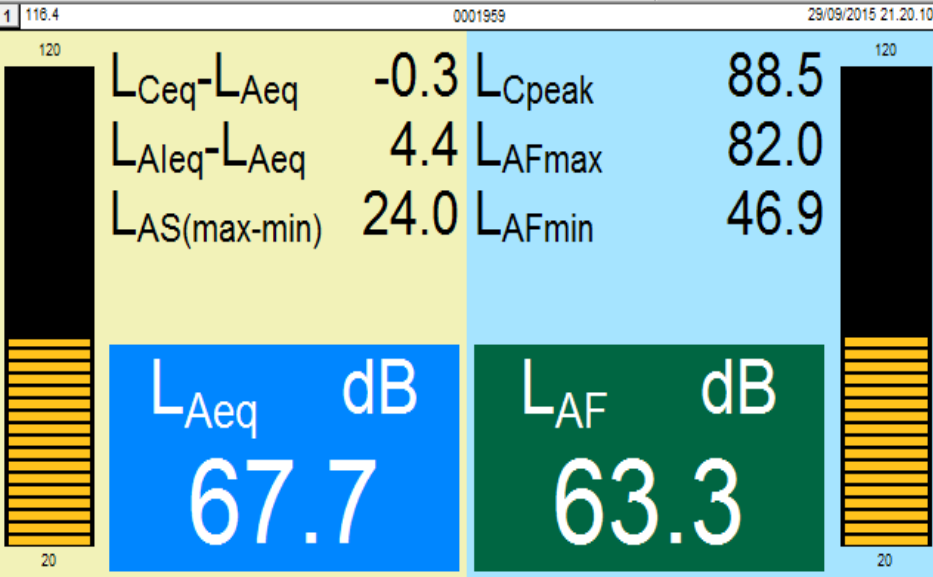 1 116.4 0001959 29/09/2015 21.20.10
120 120
LCeq-LAeq -0.3 LCpeak 88.5
LAIeq-LAeq 4.4 LAFmax 82.0
LAS(max-min) 24.0 LAFmin 46.9
LAeq dB LAF dB
67.7 63.3
20 20